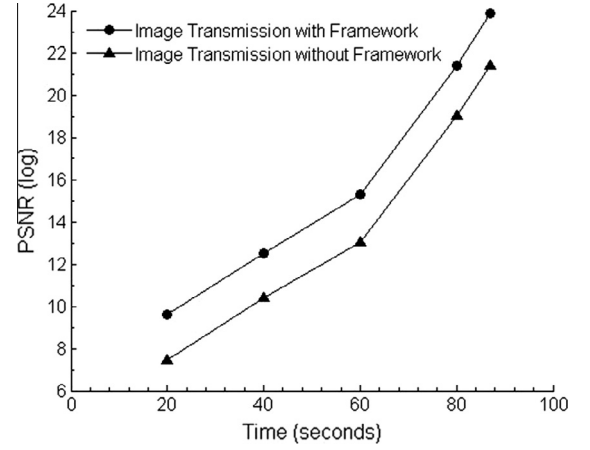 24
22
20
18
16
14
12
10
8
6
PSNR (log)
Image Transmission with Framework
Image Transmission without Framework
0 20 40 60 80 100
Time (seconds)